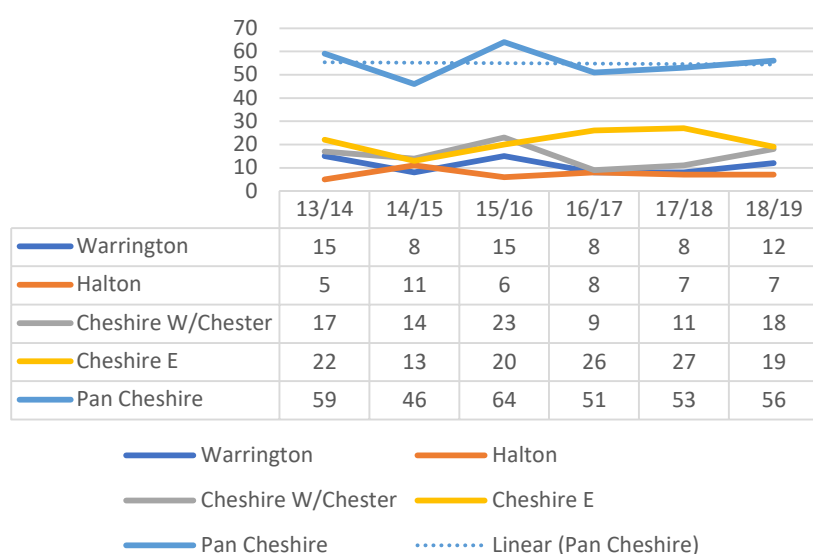 70
60
50
40
30
20
10
0
13/14 14/15 15/16 16/17 17/18 18/19
Warrington 15 8 15 8 8 12
Halton 5 11 6 8 7 7
Cheshire W/Chester 17 14 23 9 11 18
Cheshire E 22 13 20 26 27 19
Pan Cheshire 59 46 64 51 53 56
Warrington Halton
Cheshire W/Chester Cheshire E
Pan Cheshire Linear (Pan Cheshire)